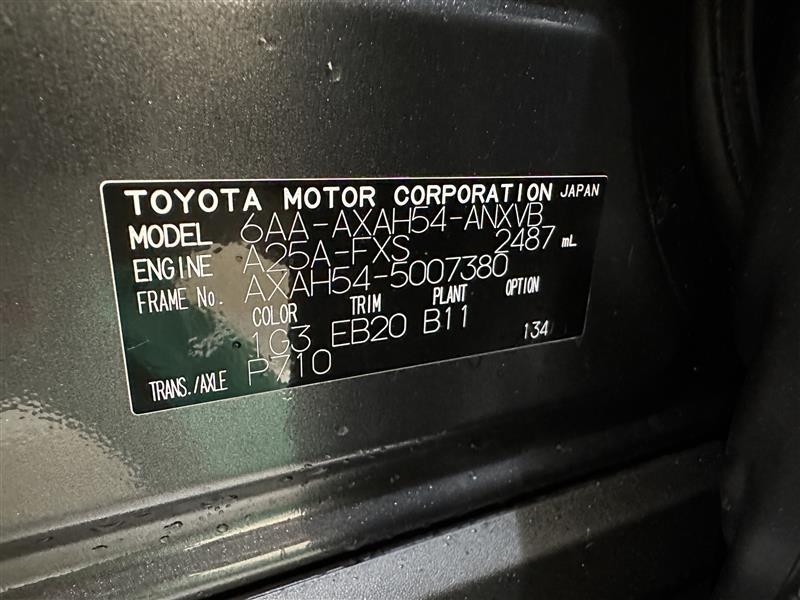 TOYOTA MOTOR CORPORATION JAPAN
MODEL 6AA-AXAH54-ANXVB
ENGINE A25A-FXS 2487 mL
FRAME No. AXAH54-5007380
COLOR TRIM PLANT OPTION
1G3 EB20 B11 134
TRANS./AXLE P710